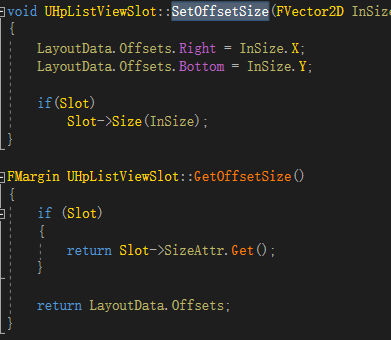 void UHpListViewSlot::SetOffsetSize(FVector2D InSize
{
LayoutData.Offsets.Right = InSize.X;
LayoutData.Offsets.Bottom = InSize.Y;
if(Slot)
Slot->Size(InSize);
}
FMargin UHpListViewSlot::GetOffsetSize()
{
if (Slot)
{
return Slot->SizeAttr.Get();
}
return LayoutData.Offsets;
}